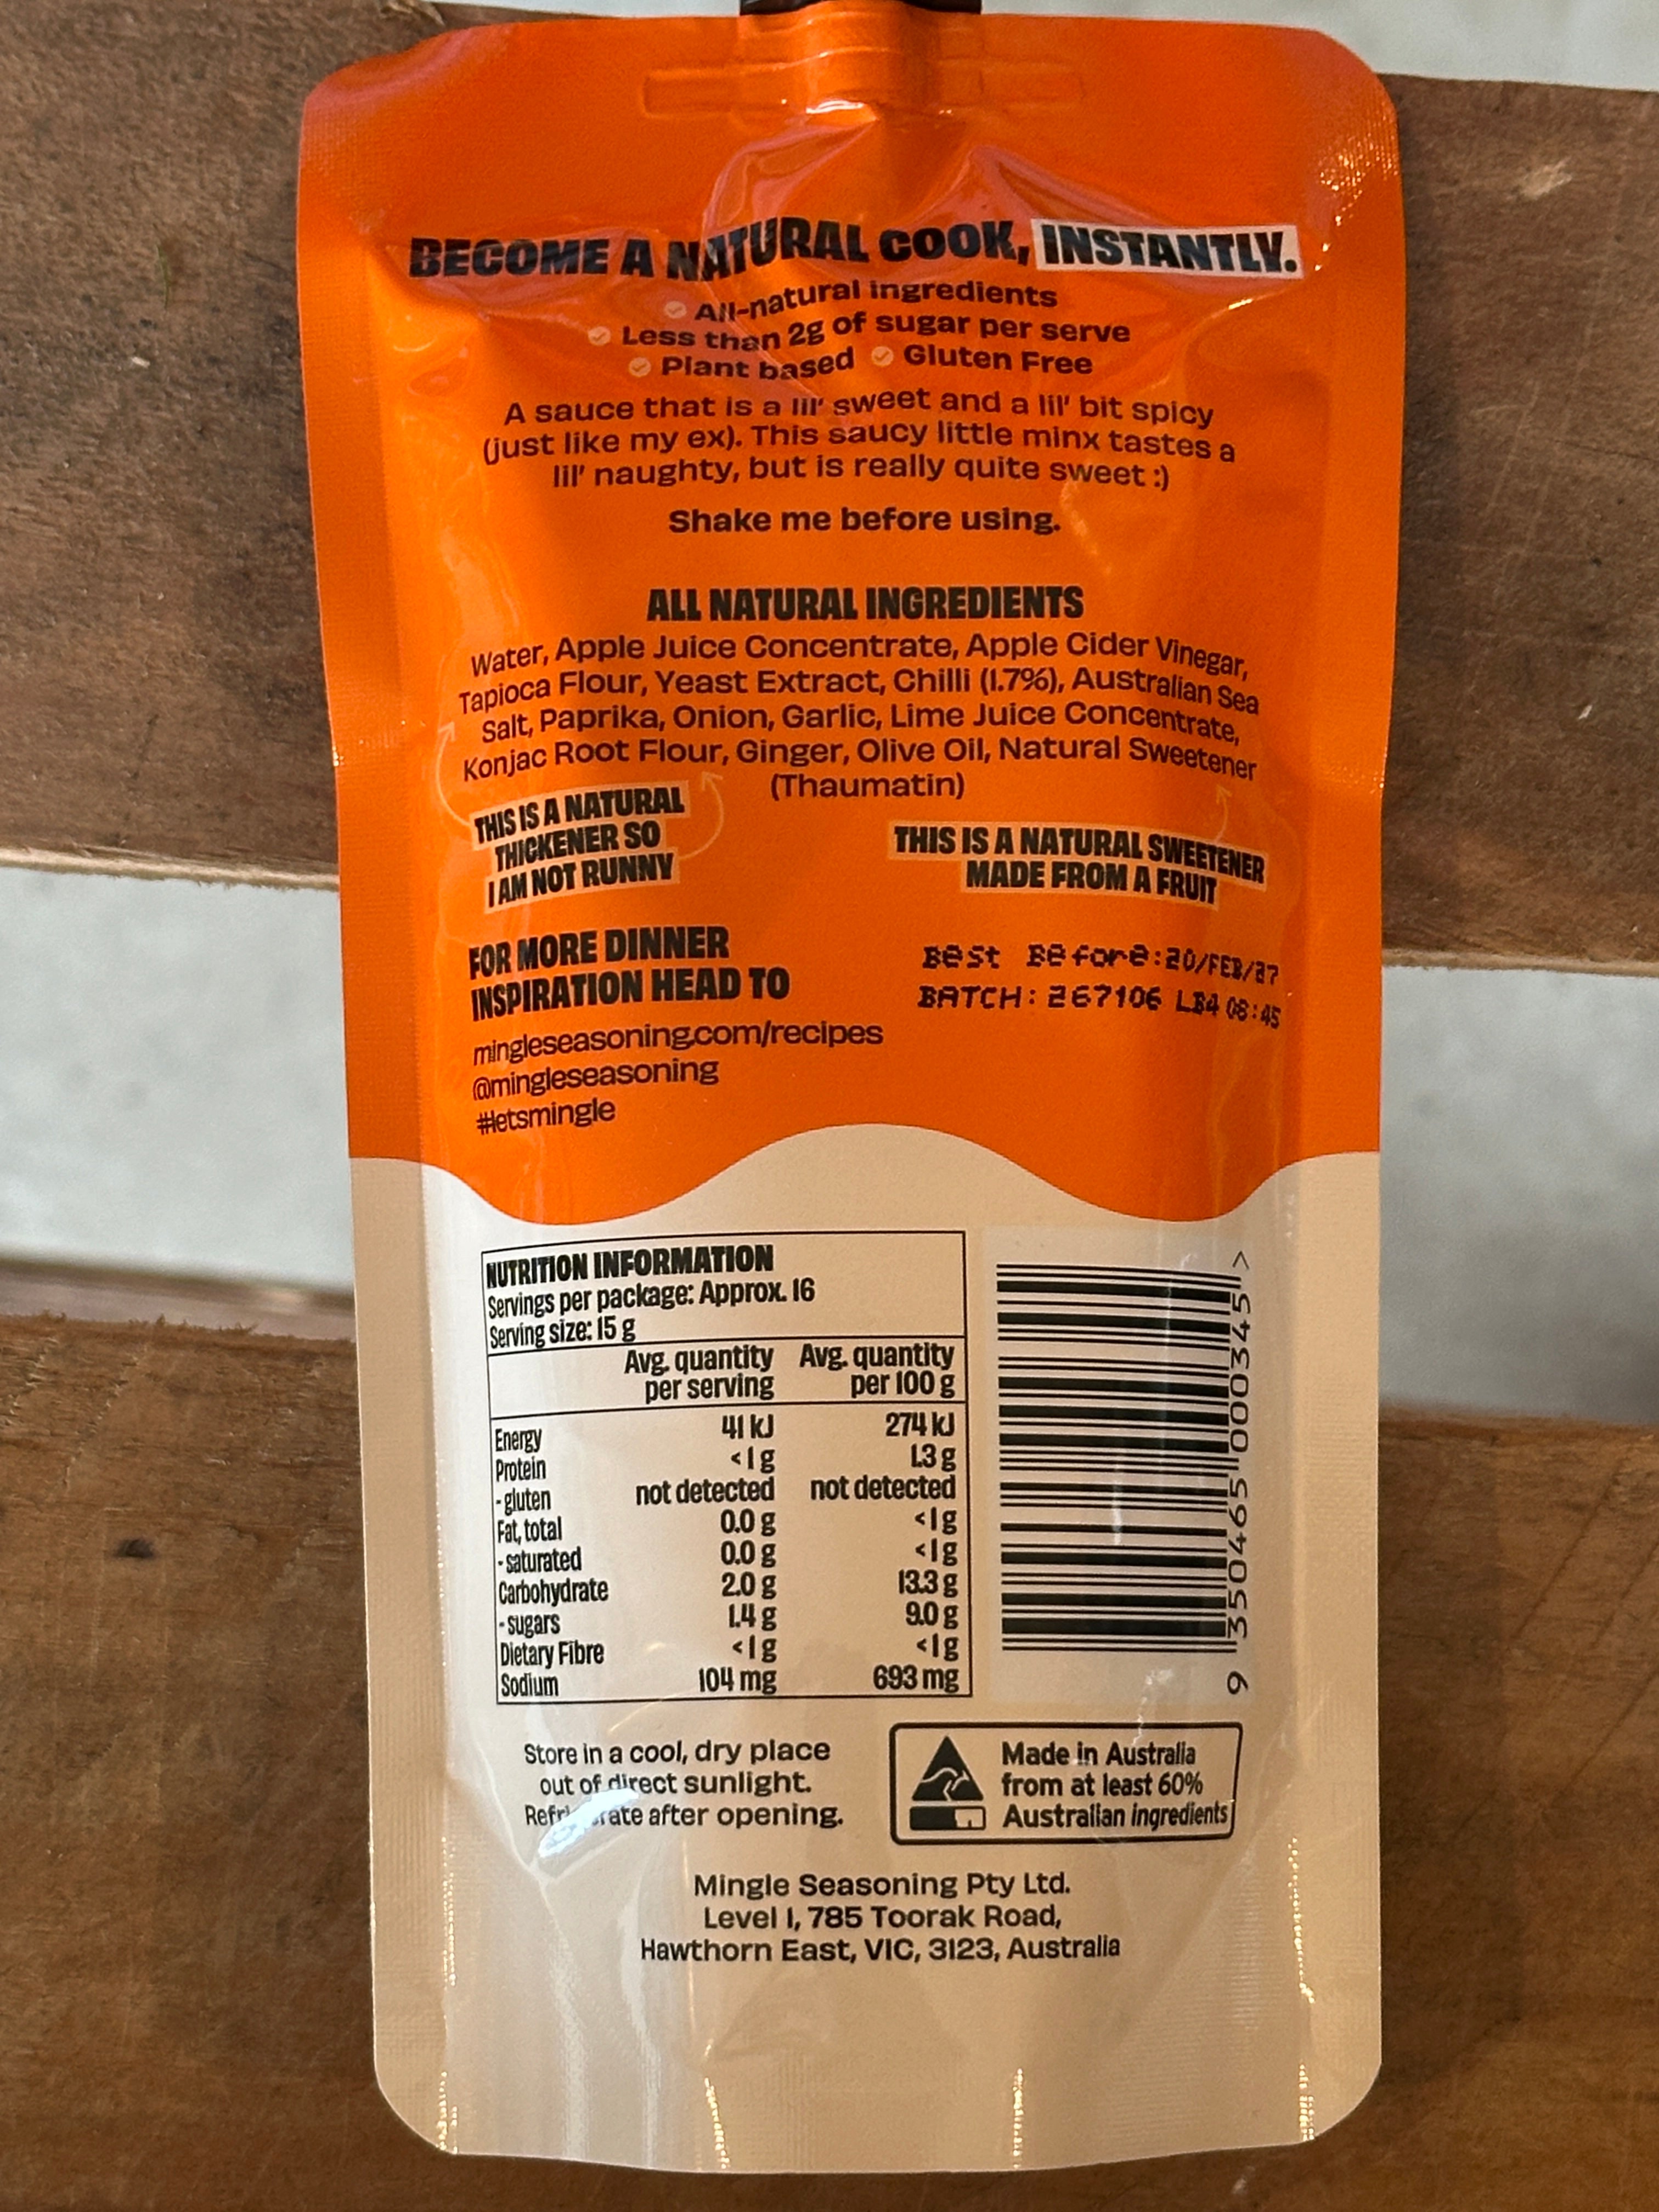 BECOME A NATURAL COOK, INSTANTLY.
All-natural ingredients
Less than 2g of sugar per serve
Plant based Gluten Free
A sauce that is a lil' sweet and a lil' bit spicy
(just like my ex). This saucy little minx tastes a
lil' naughty, but is really quite sweet :)
Shake me before using.
ALL NATURAL INGREDIENTS
Water, Apple Juice Concentrate, Apple Cider Vinegar,
Tapioca Flour, Yeast Extract, Chilli (1.7%), Australian Sea
Salt, Paprika, Onion, Garlic, Lime Juice Concentrate,
Konjac Root Flour, Ginger, Olive Oil, Natural Sweetener
(Thaumatin)
THIS IS A NATURAL
THICKENER SO
I AM NOT RUNNY
THIS IS A NATURAL SWEETENER
MADE FROM A FRUIT
FOR MORE DINNER
INSPIRATION HEAD TO
mingleseasoning.com/recipes
@mingleseasoning
#letsmingle
Best Before:20/FEB/27
BATCH: 267106 LB4 08:45
NUTRITION INFORMATION
Servings per package: Approx. 16
Serving size: 15 g
Avg. quantity Avg. quantity
per serving per 100 g
Energy 41 kJ 274 kJ
Protein <1 g 1.3 g
- gluten not detected not detected
Fat, total 0.0 g <1 g
- saturated 0.0 g <1 g
Carbohydrate 2.0 g 13.3 g
- sugars 1.4 g 9.0 g
Dietary Fibre <1 g <1 g
Sodium 104 mg 693 mg
9 350465 000345 >
Store in a cool, dry place
out of direct sunlight.
Refrigerate after opening.
Made in Australia
from at least 60%
Australian ingredients
Mingle Seasoning Pty Ltd.
Level 1, 785 Toorak Road,
Hawthorn East, VIC, 3123, Australia